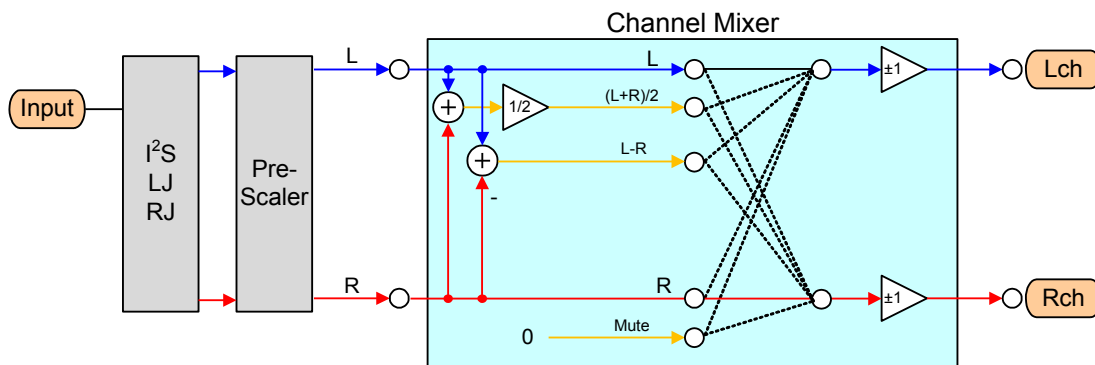 Channel Mixer
Input
I²S
LJ
RJ
Pre-
Scaler
L
R
+
1/2
+
-
L
(L+R)/2
L-R
R
0
Mute
±1
±1
Lch
Rch